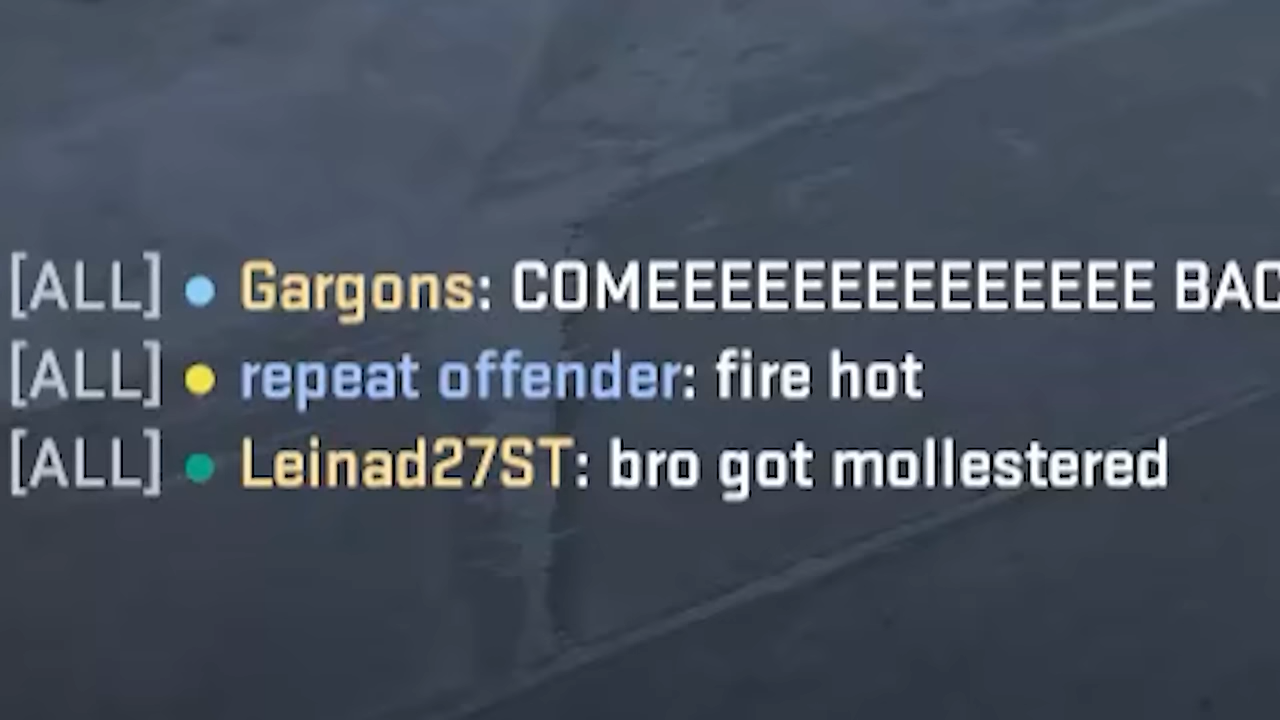 [ALL] • Gargons: COMEEEEEEEEEEEEEEE BAC
[ALL] • repeat offender: fire hot
[ALL] • Leinad27ST: bro got mollestered